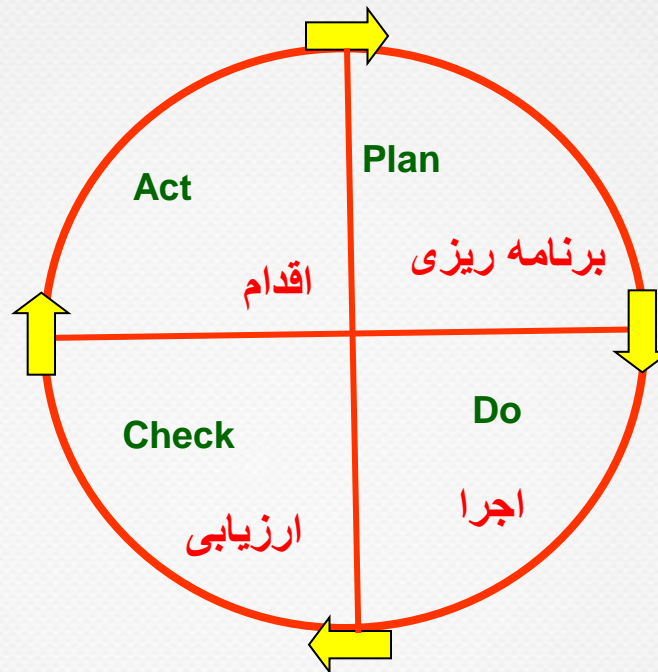 Plan
برنامه ریزی
Do
اجرا
Check
ارزیابی
Act
اقدام